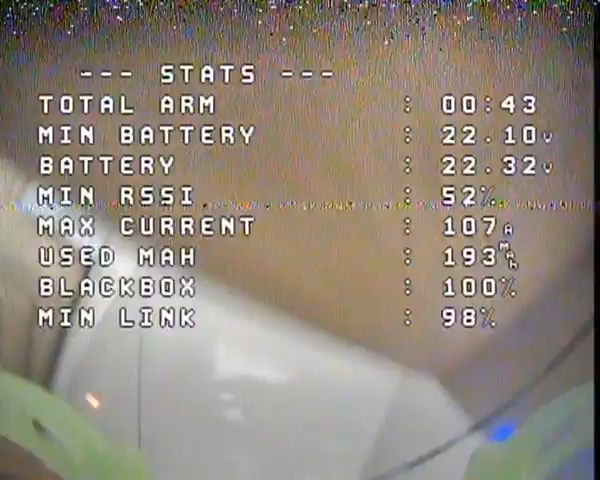 --- STATS ---
TOTAL ARM : 00:43
MIN BATTERY : 22.10V
BATTERY : 22.32V
MIN RSSI : 52%
MAX CURRENT : 107A
USED MAH : 193MAH
BLACKBOX : 100%
MIN LINK : 98%